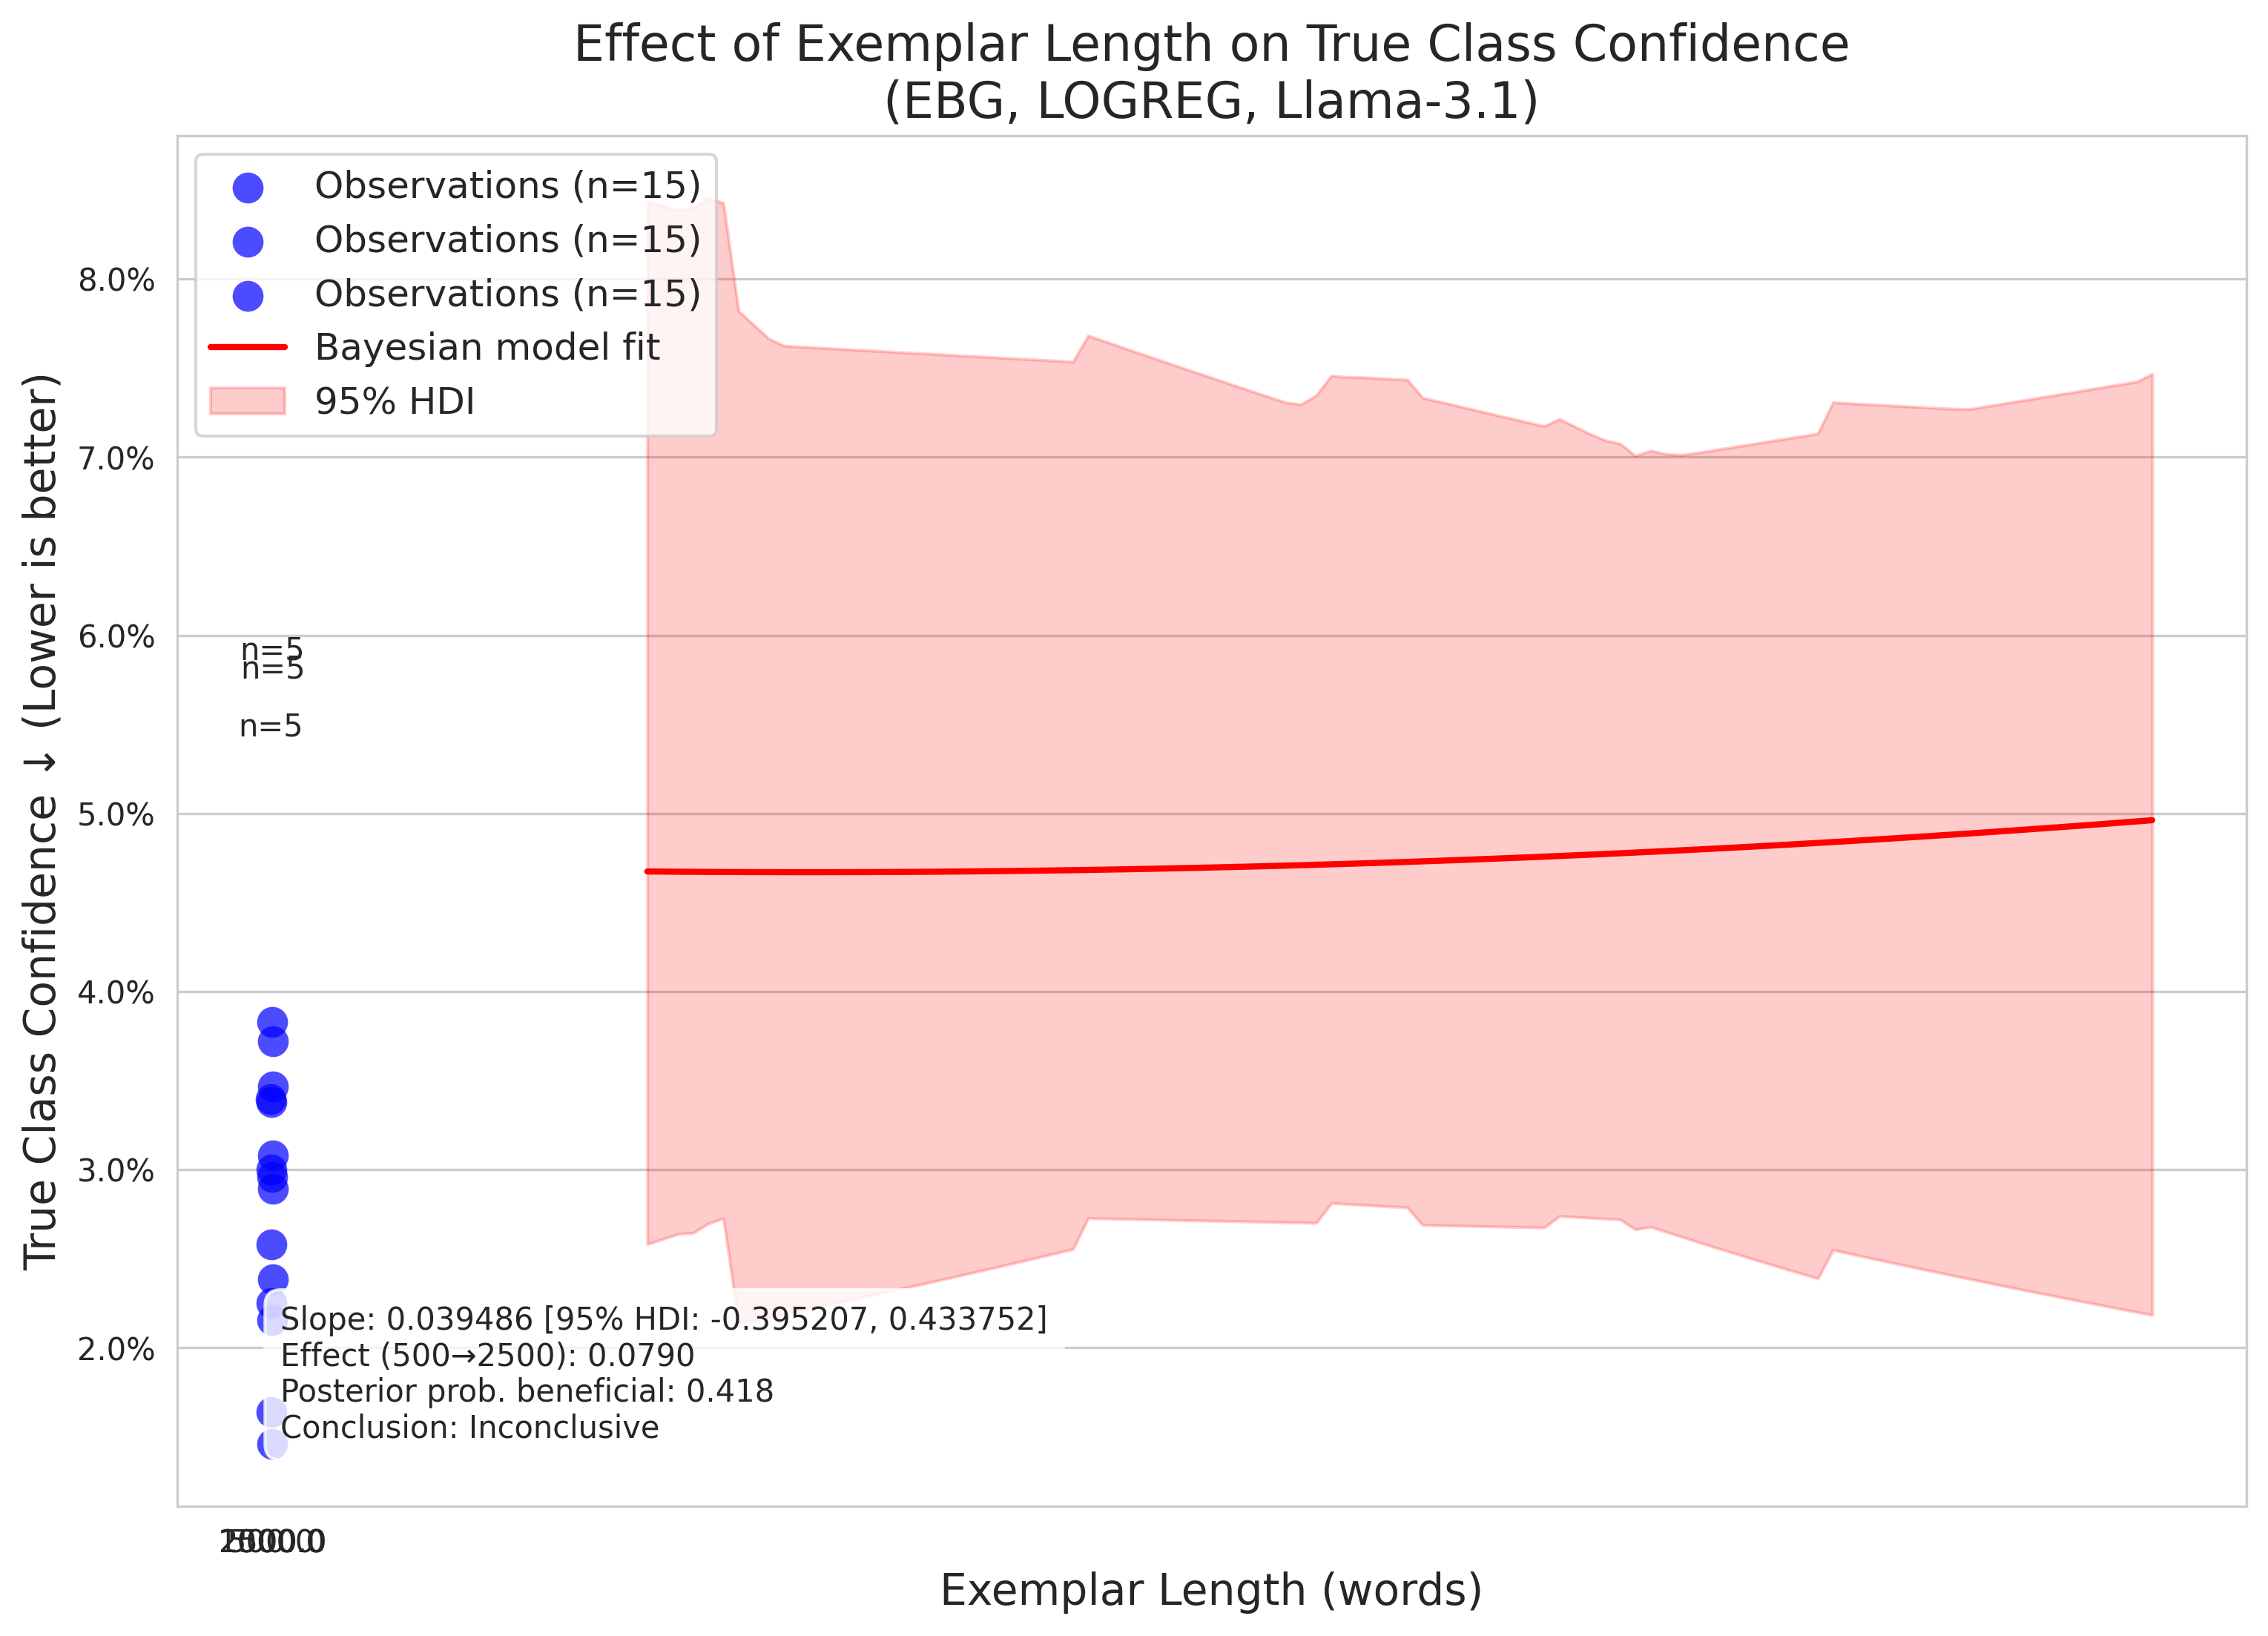 Effect of Exemplar Length on True Class Confidence
(EBG, LOGREG, Llama-3.1)
Observations (n=15)
Observations (n=15)
Observations (n=15)
Bayesian model fit
95% HDI
True Class Confidence ↓ (Lower is better)
8.0%
7.0%
6.0%
5.0%
4.0%
3.0%
2.0%
n=5
n=5
n=5
Slope: 0.039486 [95% HDI: -0.395207, 0.433752]
Effect (500→2500): 0.0790
Posterior prob. beneficial: 0.418
Conclusion: Inconclusive
Exemplar Length (words)